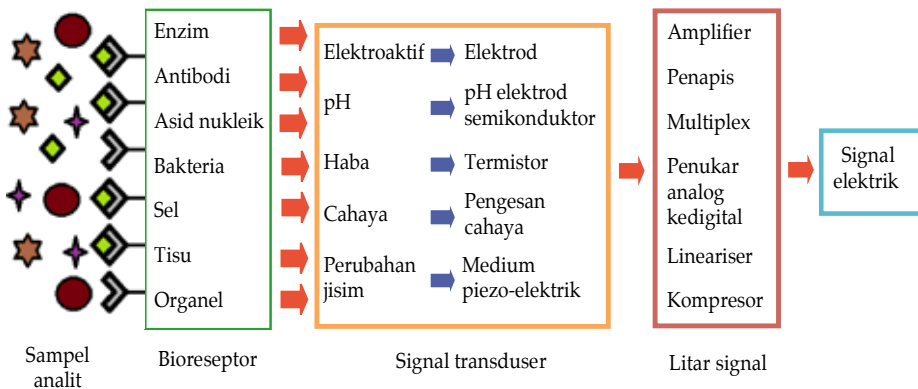 Enzim
Antibodi
Asid nukleik
Bakteria
Sel
Tisu
Organel
Elektroaktif
Elektrod
pH
pH elektrod
semikonduktor
Haba
Termistor
Cahaya
Pengesan
cahaya
Perubahan
jisim
Medium
piezo-elektrik
Amplifier
Penapis
Multiplex
Penukar
analog
kedigital
Leneariser
Kompresor
Signal
elektrik
Sampel
analit
Bioreseptor
Signal transduser
Litar signal